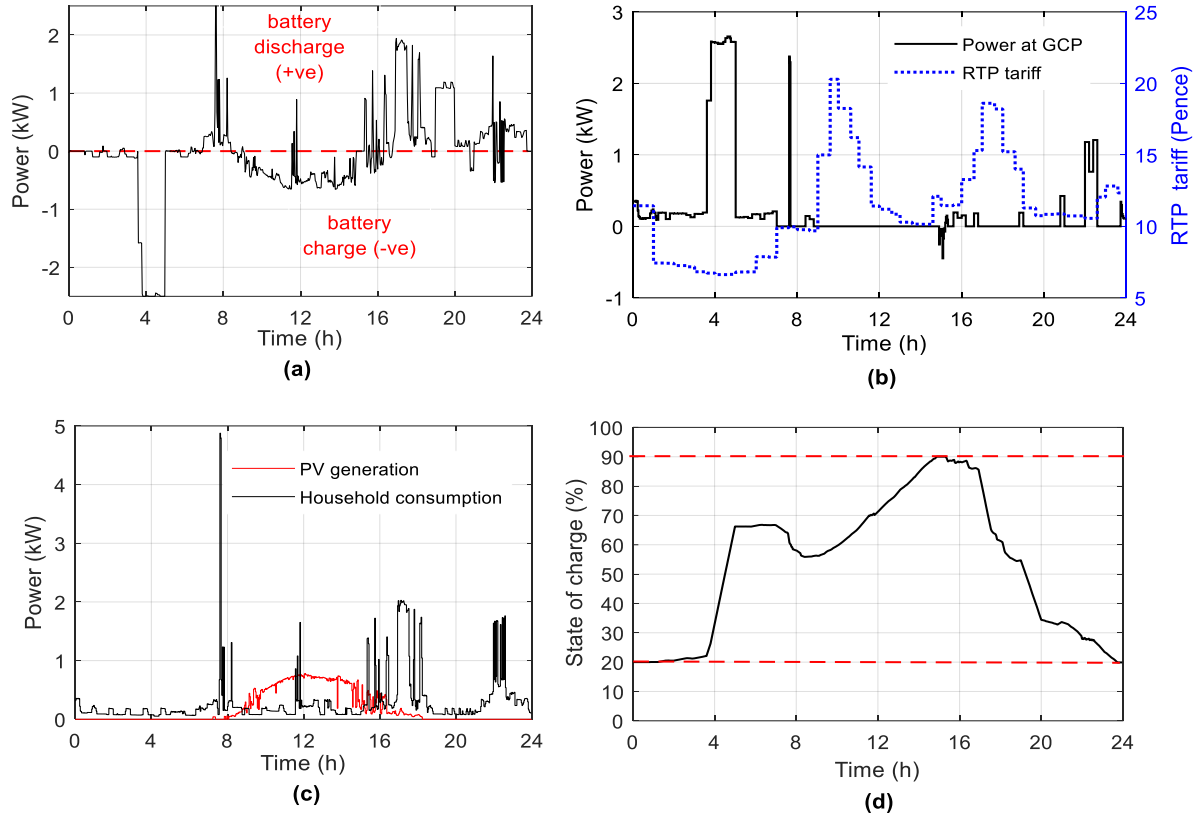 battery
discharge
(+ve)
battery
charge (-ve)
2
1
0
-1
-2
Power (kW)
0
4
8
12
16
20
24
Time (h)
(a)
Power at GCP
RTP tariff
3
2
1
0
-1
Power (kW)
25
20
15
10
5
RTP tariff (Pence)
0
4
8
12
16
20
24
Time (h)
(b)
PV generation
Household consumption
5
4
3
2
1
0
Power (kW)
0
4
8
12
16
20
24
Time (h)
(c)
100
90
80
70
60
50
40
30
20
10
0
State of charge (%)
0
4
8
12
16
20
24
Time (h)
(d)